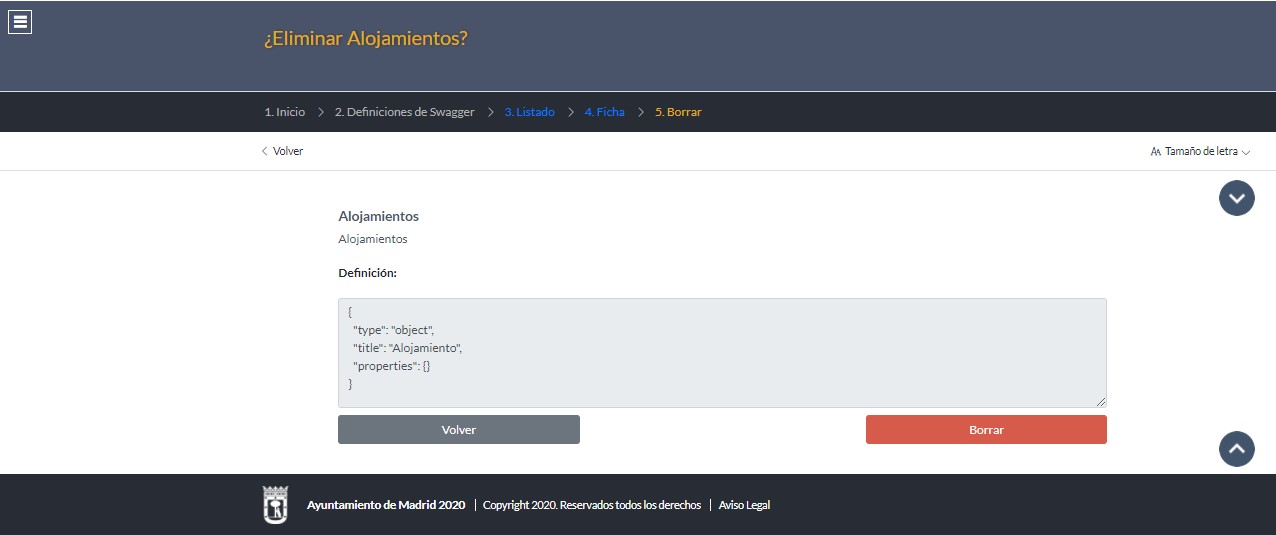 ¿Eliminar Alojamientos?
1. Inicio > 2. Definiciones de Swagger > 3. Listado > 4. Ficha > 5. Borrar
< Volver
AA Tamaño de letra
Alojamientos
Alojamientos
Definición:
{
"type": "object",
"title": "Alojamiento",
"properties": {}
}
Volver
Borrar
Ayuntamiento de Madrid 2020 | Copyright 2020. Reservados todos los derechos | Aviso Legal